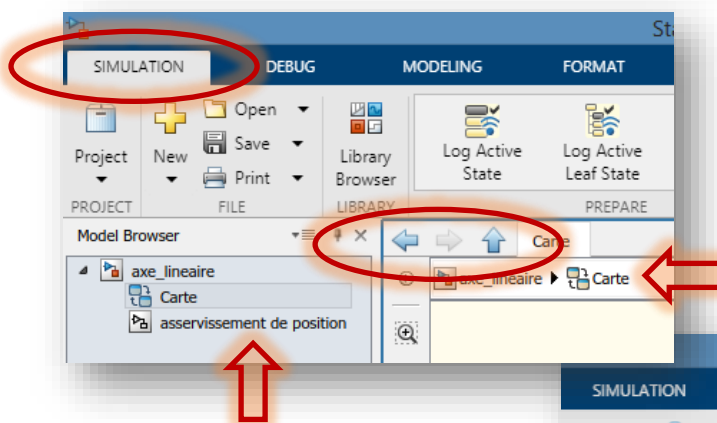 Sta
SIMULATION DEBUG MODELING FORMAT
Project New Open Save Print Library Browser Log Active State Log Active Leaf State
PROJECT FILE LIBRARY PREPARE
Model Browser Carte
axe_lineaire axe_lineaire Carte
Carte
asservissement de position
SIMULATION